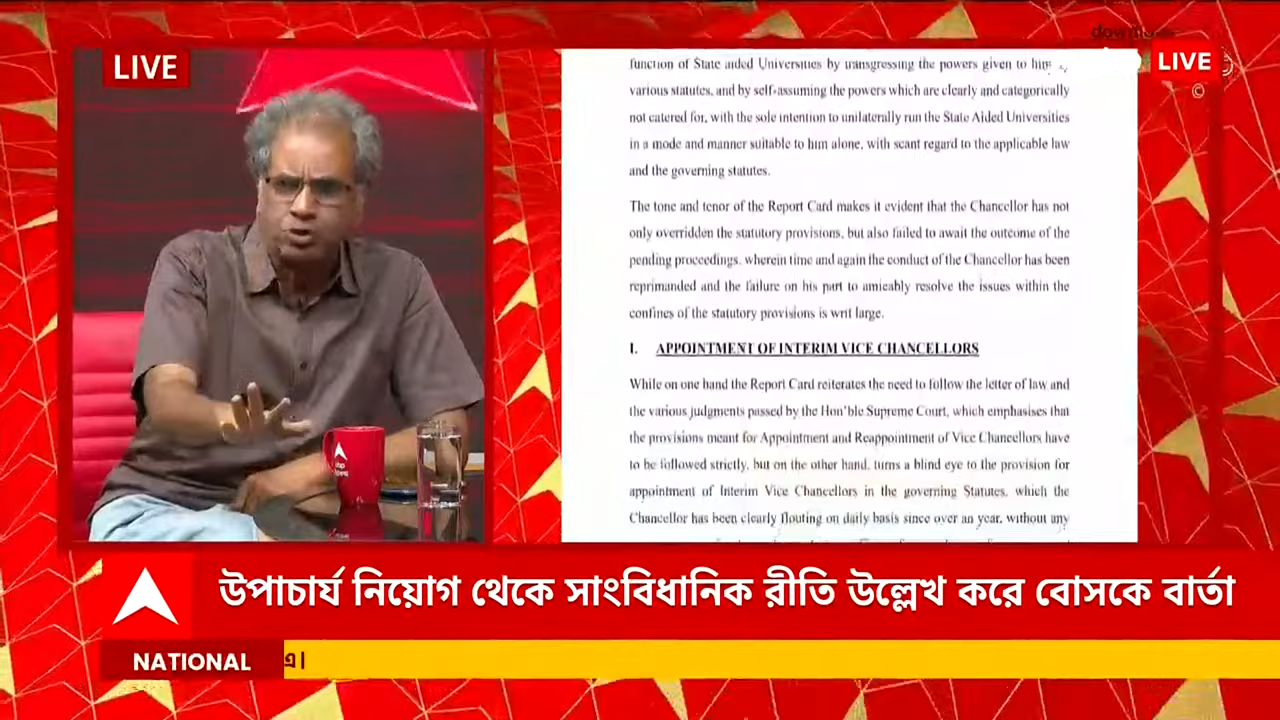 LIVE
LIVE
©
function of State aided Universities by transgressing the powers given to him
various statutes, and by self-assuming the powers which are clearly and categorically
not catered for, with the sole intention to unilaterally run the State Aided Universities
in a mode and manner suitable to him alone, with scant regard to the applicable law
and the governing statutes.
The tone and tenor of the Report Card makes it evident that the Chancellor has not
only overridden the statutory provisions, but also failed to await the outcome of the
pending proceedings, wherein time and again the conduct of the Chancellor has been
reprimanded and the failure on his part to amicably resolve the issues within the
confines of the statutory provisions is writ large.
I. APPOINTMENT OF INTERIM VICE CHANCELLORS
While on one hand the Report Card reiterates the need to follow the letter of law and
the various judgments passed by the Hon'ble Supreme Court, which emphasises that
the provisions meant for Appointment and Reappointment of Vice Chancellors have
to be followed strictly, but on the other hand, turns a blind eye to the provision for
appointment of Interim Vice Chancellors in the governing Statutes, which the
Chancellor has been clearly flouting on daily basis since over an year, without any
উপাচার্য নিয়োগ থেকে সাংবিধানিক রীতি উল্লেখ করে বোসকে বার্তা
NATIONAL